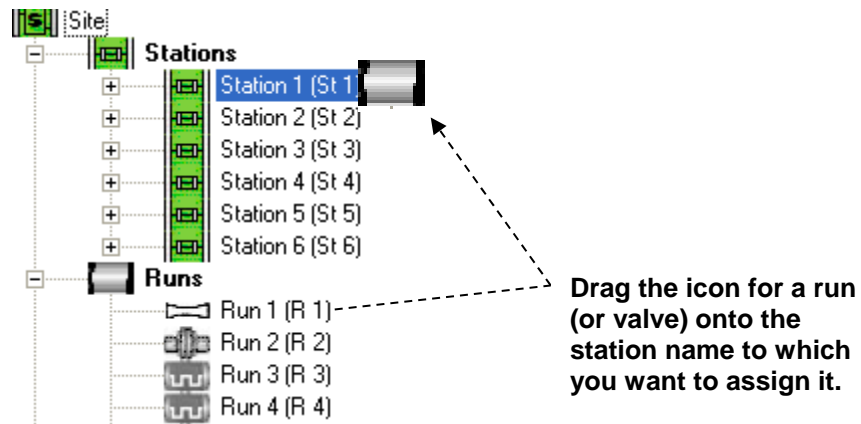 Site
Stations
Station 1 (St 1)
Station 2 (St 2)
Station 3 (St 3)
Station 4 (St 4)
Station 5 (St 5)
Station 6 (St 6)
Runs
Run 1 (R 1)
Run 2 (R 2)
Run 3 (R 3)
Run 4 (R 4)
Drag the icon for a run
(or valve) onto the
station name to which
you want to assign it.